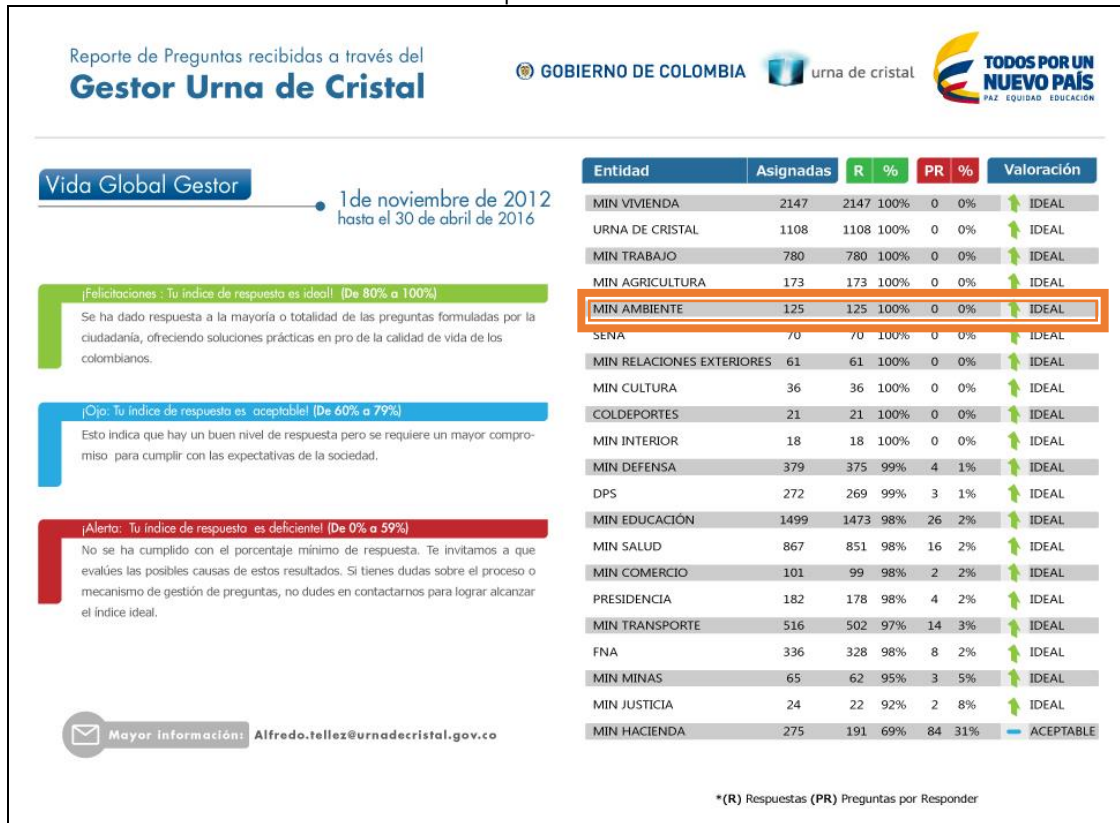 Reporte de Preguntas recibidas a través del
Gestor Urna de Cristal
GOBIERNO DE COLOMBIA
urna de cristal
TODOS POR UN
NUEVO PAÍS
PAZ EQUIDAD EDUCACIÓN
Vida Global Gestor
1de noviembre de 2012
hasta el 30 de abril de 2016
¡Felicitaciones : Tu indice de respuesta es ideal! (De 80% a 100%)
Se ha dado respuesta a la mayoría o totalidad de las preguntas formuladas por la
ciudadanía, ofreciendo soluciones prácticas en pro de la calidad de vida de los
colombianos.
¡Ojo: Tu índice de respuesta es aceptable! (De 60% a 79%)
Esto indica que hay un buen nivel de respuesta pero se requiere un mayor compro-
miso para cumplir con las expectativas de la sociedad.
¡Alerta: Tu índice de respuesta es deficiente! (De 0% a 59%)
No se ha cumplido con el porcentaje mínimo de respuesta. Te invitamos a que
evalúes las posibles causas de estos resultados. Si tienes dudas sobre el proceso o
mecanismo de gestión de preguntas, no dudes en contactarnos para lograr alcanzar
el índice ideal.
Mayor información: Alfredo.tellez@urnadecristal.gov.co
Entidad Asignadas R % PR % Valoración
MIN VIVIENDA 2147 2147 100% 0 0% IDEAL
URNA DE CRISTAL 1108 1108 100% 0 0% IDEAL
MIN TRABAJO 780 780 100% 0 0% IDEAL
MIN AGRICULTURA 173 173 100% 0 0% IDEAL
MIN AMBIENTE 125 125 100% 0 0% IDEAL
SENA 70 70 100% 0 0% IDEAL
MIN RELACIONES EXTERIORES 61 61 100% 0 0% IDEAL
MIN CULTURA 36 36 100% 0 0% IDEAL
COLDEPORTES 21 21 100% 0 0% IDEAL
MIN INTERIOR 18 18 100% 0 0% IDEAL
MIN DEFENSA 379 375 99% 4 1% IDEAL
DPS 272 269 99% 3 1% IDEAL
MIN EDUCACIÓN 1499 1473 98% 26 2% IDEAL
MIN SALUD 867 851 98% 16 2% IDEAL
MIN COMERCIO 101 99 98% 2 2% IDEAL
PRESIDENCIA 182 178 98% 4 2% IDEAL
MIN TRANSPORTE 516 502 97% 14 3% IDEAL
FNA 336 328 98% 8 2% IDEAL
MIN MINAS 65 62 95% 3 5% IDEAL
MIN JUSTICIA 24 22 92% 2 8% IDEAL
MIN HACIENDA 275 191 69% 84 31% ACEPTABLE
*(R) Respuestas (PR) Preguntas por Responder